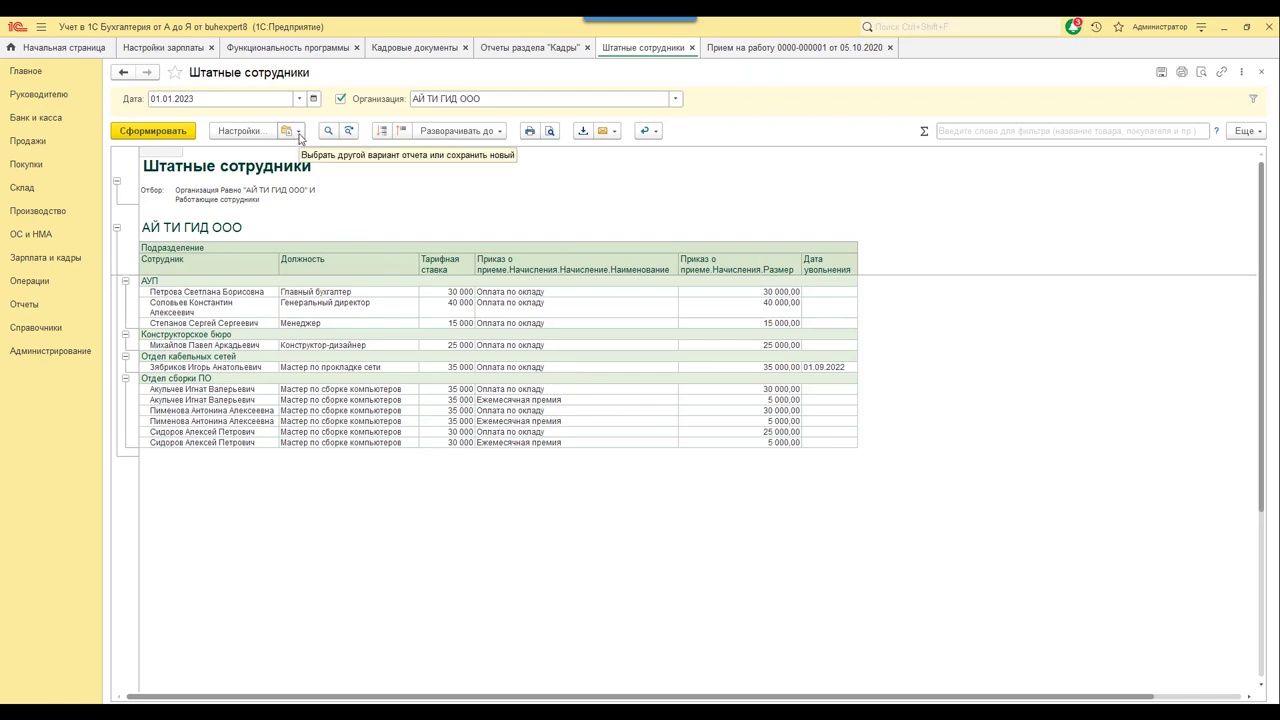 Учет в 1С Бухгалтерия от А до Я от buhexpert8 (1С:Предприятие)
Поиск Ctrl+Shift+F
3
Администратор
Начальная страница
Настройки зарплаты ×
Функциональность программы ×
Кадровые документы ×
Отчеты раздела "Кадры" ×
Штатные сотрудники ×
Прием на работу 0000-000001 от 05.10.2020 ×
Главное
Руководителю
Банк и касса
Продажи
Покупки
Склад
Производство
ОС и НМА
Зарплата и кадры
Операции
Отчеты
Справочники
Администрирование
Штатные сотрудники
Дата: 01.01.2023 Организация: АЙ ТИ ГИД ООО
Сформировать Настройки... Разворачивать до Σ Введите слово для фильтра (название товара, покупателя и пр.) ? Еще
Выбрать другой вариант отчета или сохранить новый
Штатные сотрудники
Отбор: Организация Равно "АЙ ТИ ГИД ООО" И
Работающие сотрудники
АЙ ТИ ГИД ООО
Подразделение
Сотрудник Должность Тарифная ставка Приказ о приеме.Начисления.Начисление.Наименование Приказ о приеме.Начисления.Размер Дата увольнения
АУП
Петрова Светлана Борисовна Главный бухгалтер 30 000 Оплата по окладу 30 000,00
Соловьев Константин Алексеевич Генеральный директор 40 000 Оплата по окладу 40 000,00
Степанов Сергей Сергеевич Менеджер 15 000 Оплата по окладу 15 000,00
Конструкторское бюро
Михайлов Павел Аркадьевич Конструктор-дизайнер 25 000 Оплата по окладу 25 000,00
Отдел кабельных сетей
Зябриков Игорь Анатольевич Мастер по прокладке сети 35 000 Оплата по окладу 35 000,00 01.09.2022
Отдел сборки ПО
Акульчев Игнат Валерьевич Мастер по сборке компьютеров 35 000 Оплата по окладу 30 000,00
Акульчев Игнат Валерьевич Мастер по сборке компьютеров 35 000 Ежемесячная премия 5 000,00
Пименова Антонина Алексеевна Мастер по сборке компьютеров 35 000 Оплата по окладу 30 000,00
Пименова Антонина Алексеевна Мастер по сборке компьютеров 35 000 Ежемесячная премия 5 000,00
Сидоров Алексей Петрович Мастер по сборке компьютеров 30 000 Оплата по окладу 25 000,00
Сидоров Алексей Петрович Мастер по сборке компьютеров 30 000 Ежемесячная премия 5 000,00